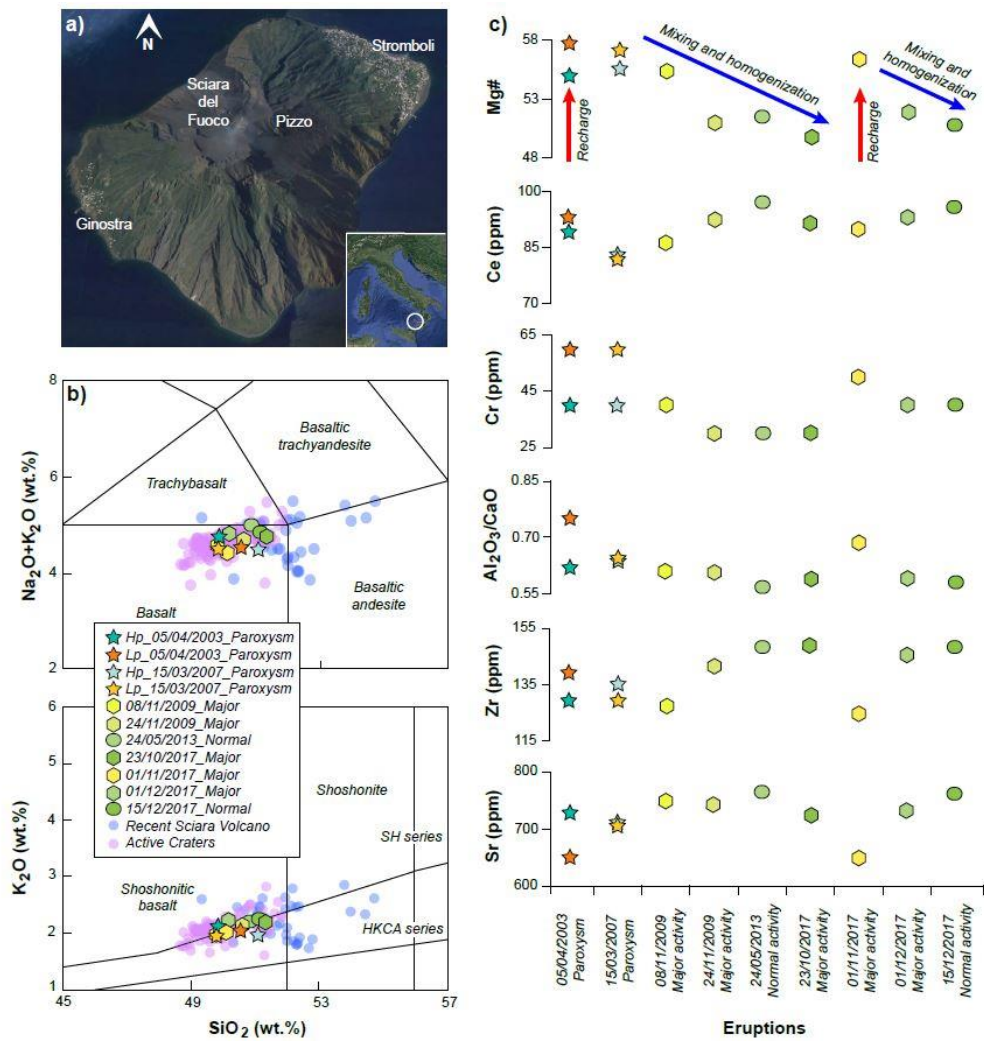 a)
N
Stromboli
Sciara
del
Fuoco
Pizzo
Ginostra
b)
Na2O+K2O (wt.%)
8
6
4
2
Basaltic
trachyandesite
Trachybasalt
Basaltic
andesite
Basalt
Hp_05/04/2003_Paroxysm
Lp_05/04/2003_Paroxysm
Hp_15/03/2007_Paroxysm
Lp_15/03/2007_Paroxysm
08/11/2009_Major
24/11/2009_Major
24/05/2013_Normal
23/10/2017_Major
01/11/2017_Major
01/12/2017_Major
15/12/2017_Normal
Recent Sciara Volcano
Active Craters
K2O (wt.%)
6
5
4
3
2
1
Shoshonite
SH series
Shoshonitic
basalt
HKCA series
45
49
53
57
SiO2 (wt.%)
c)
Mg#
58
53
48
Recharge
Mixing and homogenization
Recharge
Mixing and
homogenization
Ce (ppm)
100
85
70
Cr (ppm)
65
45
25
Al2O3/CaO
0.85
0.70
0.55
Zr (ppm)
155
135
115
Sr (ppm)
800
700
600
05/04/2003
Paroxysm
15/03/2007
Paroxysm
08/11/2009
Major activity
24/11/2009
Major activity
24/05/2013
Normal activity
23/10/2017
Major activity
01/11/2017
Major activity
01/12/2017
Major activity
15/12/2017
Normal activity
Eruptions